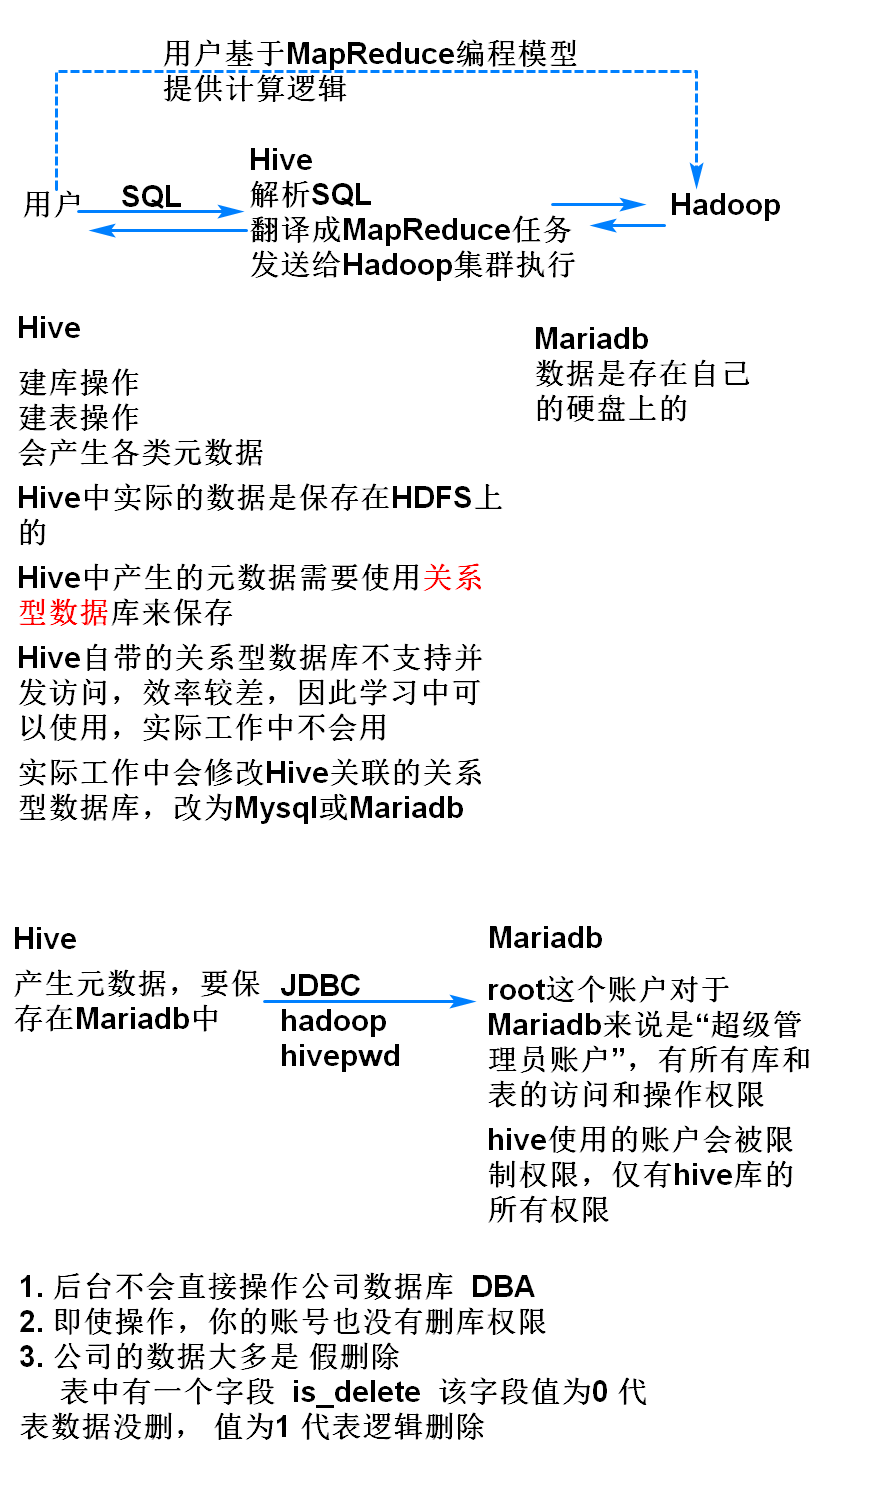 用户基于MapReduce编程模型
提供计算逻辑
用户
SQL
Hive
解析SQL
翻译成MapReduce任务
发送给Hadoop集群执行
Hadoop
Hive
建库操作
建表操作
会产生各类元数据
Hive中实际的数据是保存在HDFS上
的
Hive中产生的元数据需要使用关系
型数据库来保存
Hive自带的关系型数据库不支持并
发访问，效率较差，因此学习中可
以使用，实际工作中不会用
实际工作中会修改Hive关联的关系
型数据库，改为Mysql或Mariadb
Mariadb
数据是存在自己
的硬盘上的
Hive
产生元数据，要保
存在Mariadb中
JDBC
hadoop
hivepwd
Mariadb
root这个账户对于
Mariadb来说是“超级管
理员账户”，有所有库和
表的访问和操作权限
hive使用的账户会被限
制权限，仅有hive库的
所有权限
1. 后台不会直接操作公司数据库 DBA
2. 即使操作，你的账号也没有删库权限
3. 公司的数据大多是 假删除
表中有一个字段 is_delete 该字段值为0 代
表数据没删， 值为1 代表逻辑删除